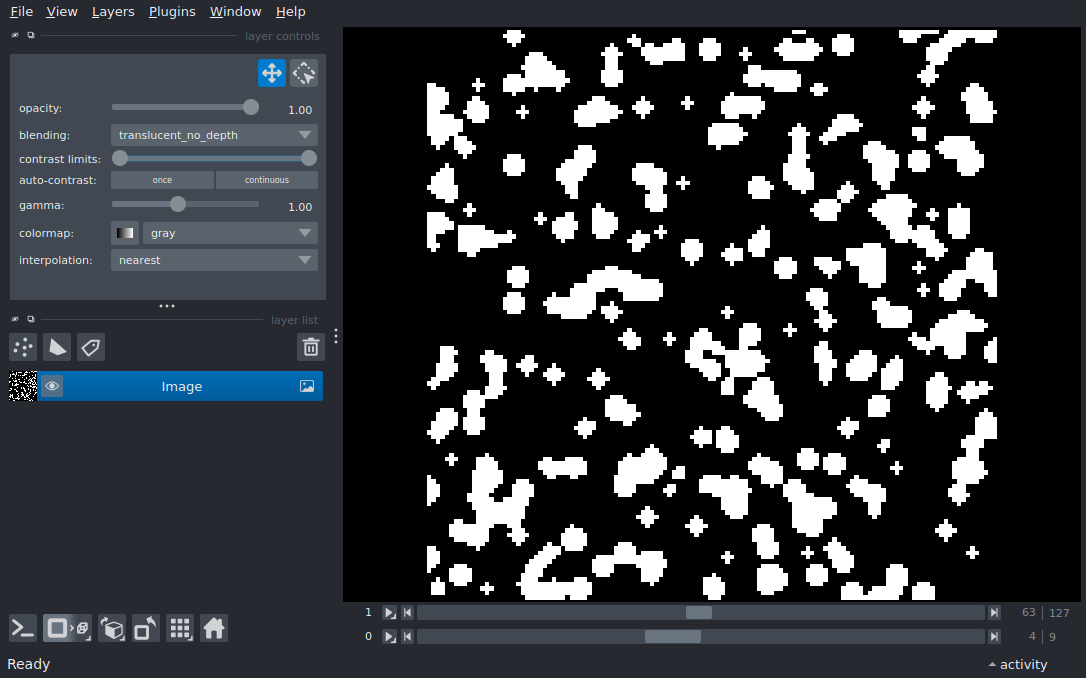 File View Layers Plugins Window Help
layer controls
opacity: 1.00
blending: translucent_no_depth
contrast limits:
auto-contrast: once continuous
gamma: 1.00
colormap: gray
interpolation: nearest
layer list
Image
1 63 127
0 4 9
Ready activity